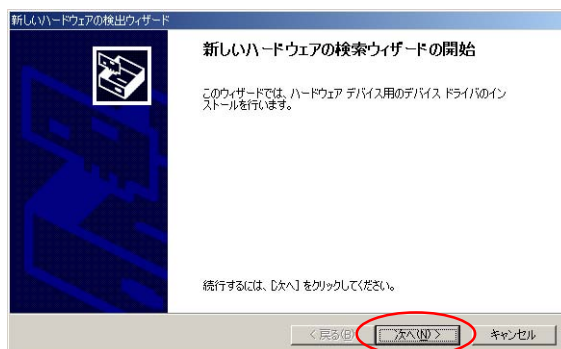 新しいハードウェアの検出ウィザード
新しいハードウェアの検索ウィザードの開始
このウィザードでは、ハードウェア デバイス用のデバイス ドライバのイン
ストールを行います。
続行するには、[次へ] をクリックしてください。
< 戻る(B)
次へ(N) >
キャンセル